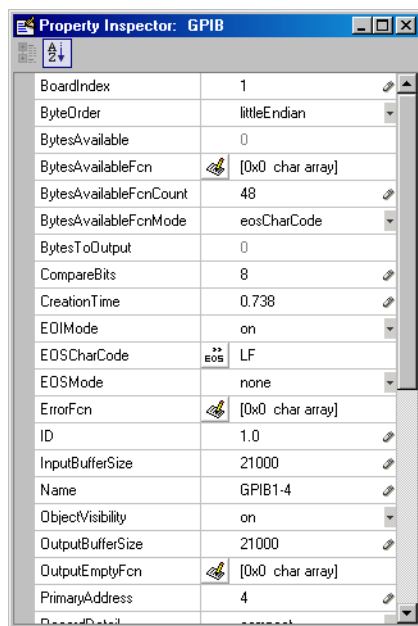 Property Inspector: GPIB
BoardIndex 1
ByteOrder littleEndian
BytesAvailable 0
BytesAvailableFcn [0x0 char array]
BytesAvailableFcnCount 48
BytesAvailableFcnMode eosCharCode
BytesToOutput 0
CompareBits 8
CreationTime 0.738
EOIMode on
EOSCharCode EOS LF
EOSMode none
ErrorFcn [0x0 char array]
ID 1.0
InputBufferSize 21000
Name GPIB1-4
ObjectVisibility on
OutputBufferSize 21000
OutputEmptyFcn [0x0 char array]
PrimaryAddress 4
RecordDetail compact